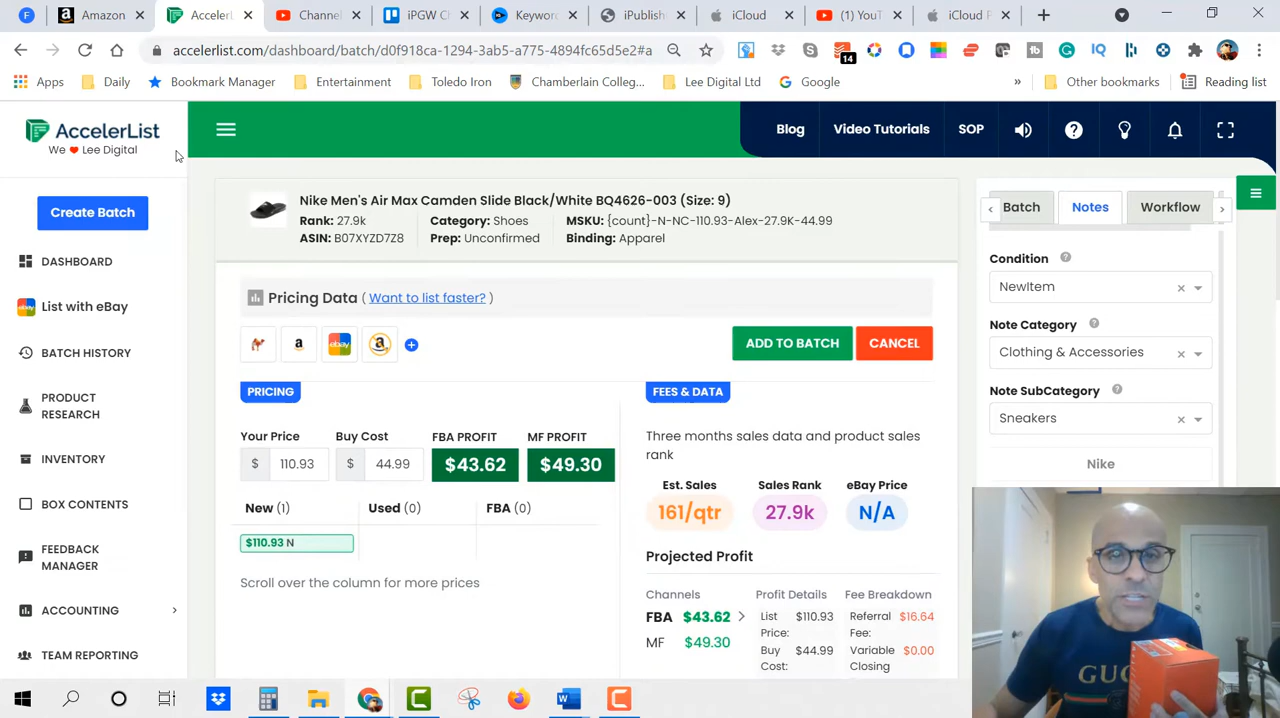 Amazon
AccelerL
Channel
iPGW C
Keyword
iPublish
iCloud
(1) YouT
iCloud P
accelerlist.com/dashboard/batch/d0f918ca-1294-3ab5-a775-4894fc65d5e2#a
14
Apps
Daily
Bookmark Manager
Entertainment
Toledo Iron
Chamberlain Colleg...
Lee Digital Ltd
Google
»
Other bookmarks
Reading list
AccelerList
We ❤ Lee Digital
Blog
Video Tutorials
SOP
Create Batch
DASHBOARD
List with eBay
BATCH HISTORY
PRODUCT
RESEARCH
INVENTORY
BOX CONTENTS
FEEDBACK
MANAGER
ACCOUNTING
TEAM REPORTING
Nike Men's Air Max Camden Slide Black/White BQ4626-003 (Size: 9)
Rank: 27.9k
Category: Shoes
MSKU: {count}-N-NC-110.93-Alex-27.9K-44.99
ASIN: B07XYZD7Z8
Prep: Unconfirmed
Binding: Apparel
Pricing Data ( Want to list faster? )
ebay
ADD TO BATCH
CANCEL
PRICING
Your Price
Buy Cost
FBA PROFIT
MF PROFIT
$ 110.93
$ 44.99
$43.62
$49.30
New (1)
Used (0)
FBA (0)
$110.93 N
Scroll over the column for more prices
FEES & DATA
Three months sales data and product sales
rank
Est. Sales
Sales Rank
eBay Price
161/qtr
27.9k
N/A
Projected Profit
Channels
Profit Details
Fee Breakdown
FBA $43.62
MF $49.30
List
Price:
$110.93
Buy
Cost:
$44.99
Referral
Fee:
$16.64
Variable
Closing
$0.00
Batch
Notes
Workflow
Condition
NewItem
Note Category
Clothing & Accessories
Note SubCategory
Sneakers
Nike